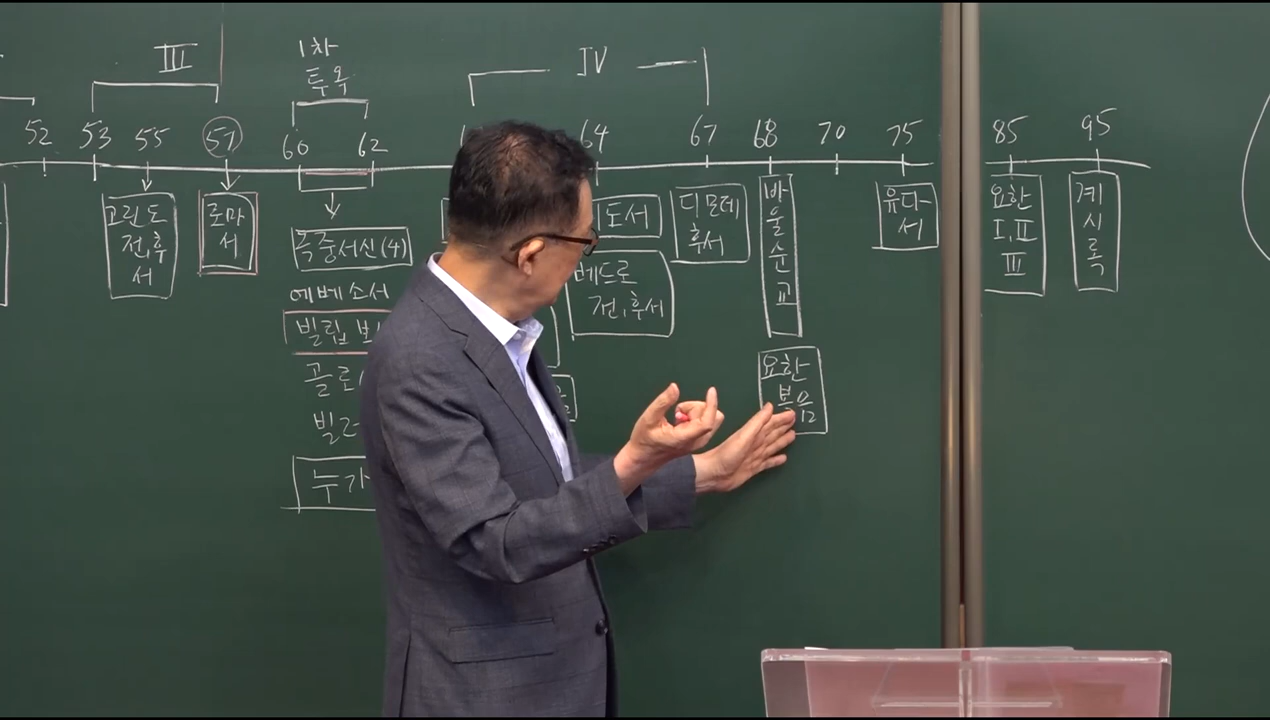 III
1차
투옥
IV
52 53 55 57 60 62 64 67 68 70 75 85 95
고린도
전,후
서
로마
서
옥중서신(4)
에베소서
빌립보
골로
빌레
누가
도서
베드로
전,후서
디모데
후서
바
울
순
교
요한
복음
유다
서
요한
I, II
III
계
시
록